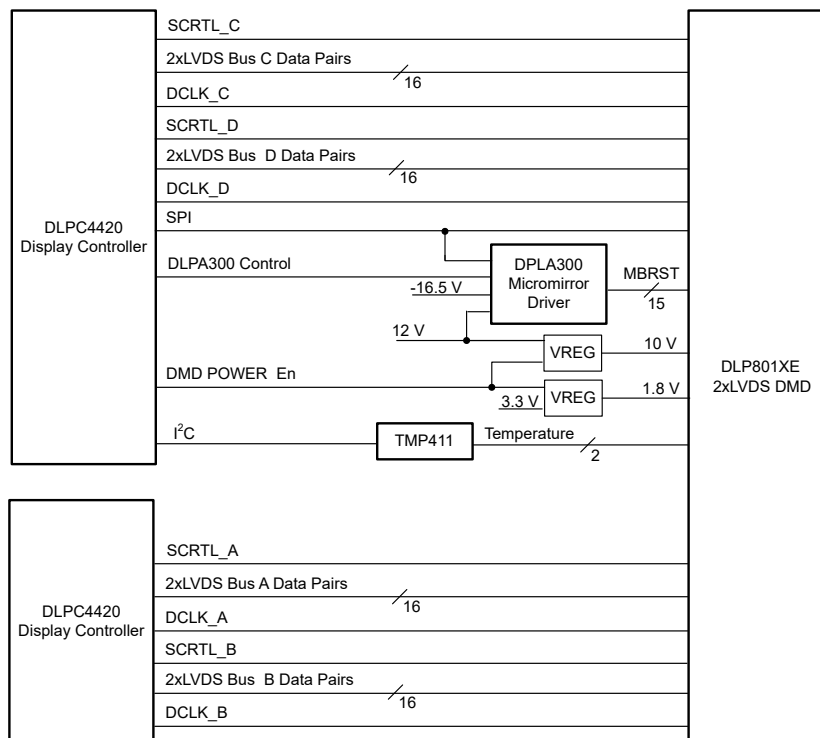 SCRTL_C
2xLVDS Bus C Data Pairs
16
DCLK_C
SCRTL_D
2xLVDS Bus  D Data Pairs
16
DCLK_D
SPI
DLPC4420
Display Controller
DLPA300 Control
DPLA300
Micromirror
Driver
-16.5 V
MBRST
15
12 V
VREG
10 V
DMD POWER  En
VREG
3.3 V
1.8 V
DLP801XE
2xLVDS DMD
I²C
TMP411
Temperature
2
SCRTL_A
2xLVDS Bus A Data Pairs
16
DCLK_A
DLPC4420
Display Controller
SCRTL_B
2xLVDS Bus  B Data Pairs
16
DCLK_B